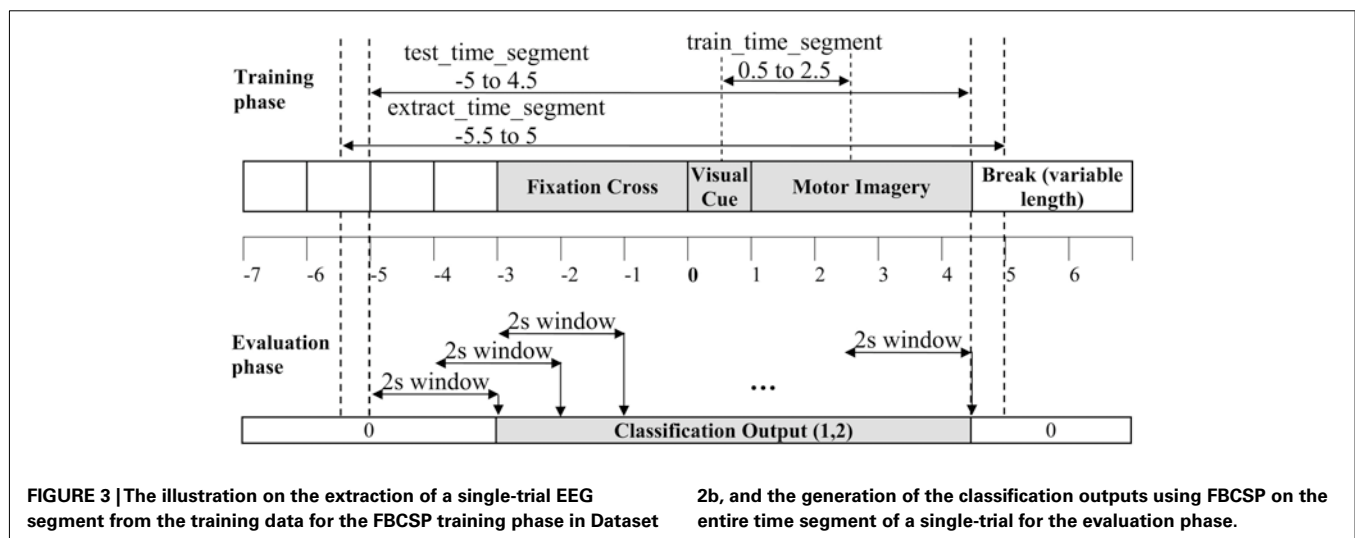 Training
phase
test_time_segment
-5 to 4.5
train_time_segment
0.5 to 2.5
extract_time_segment
-5.5 to 5
Fixation Cross
Visual
Cue
Motor Imagery
Break (variable
length)
-7 -6 -5 -4 -3 -2 -1 0 1 2 3 4 5 6
Evaluation
phase
2s window
2s window
2s window
2s window
...
0
Classification Output (1,2)
0
FIGURE 3 | The illustration on the extraction of a single-trial EEG
segment from the training data for the FBCSP training phase in Dataset
2b, and the generation of the classification outputs using FBCSP on the
entire time segment of a single-trial for the evaluation phase.